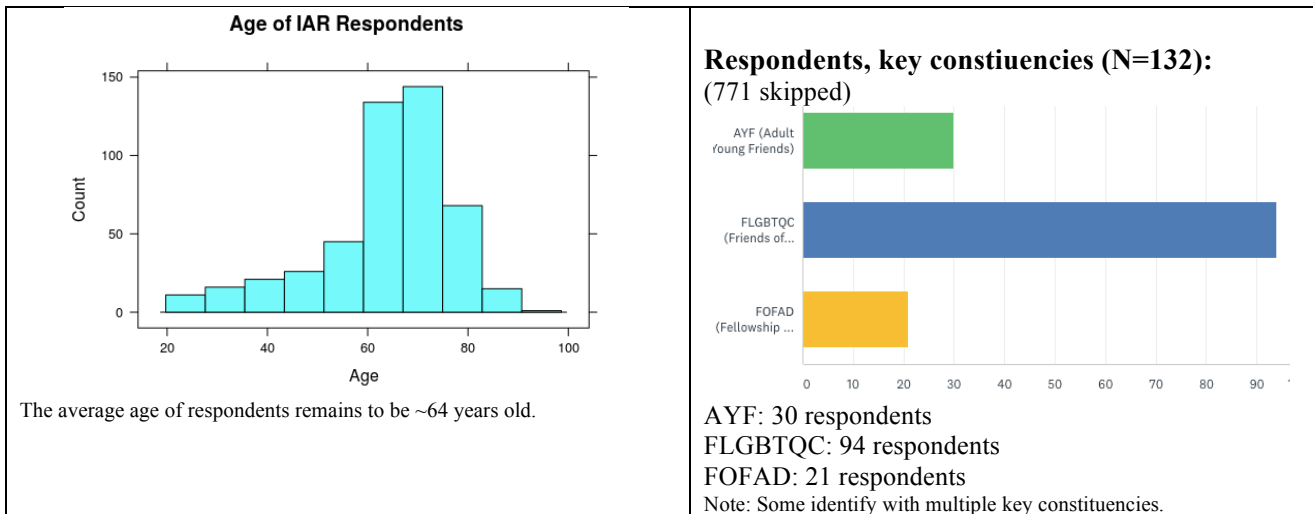 Age of IAR Respondents
150
100
50
0
Count
20 40 60 80 100
Age
The average age of respondents remains to be ~64 years old.
Respondents, key constiuencies (N=132):
(771 skipped)
AYF (Adult
Young Friends)
FLGBTQC
(Friends of...
FOFAD
(Fellowship ...
0 10 20 30 40 50 60 70 80 90
AYF: 30 respondents
FLGBTQC: 94 respondents
FOFAD: 21 respondents
Note: Some identify with multiple key constituencies.